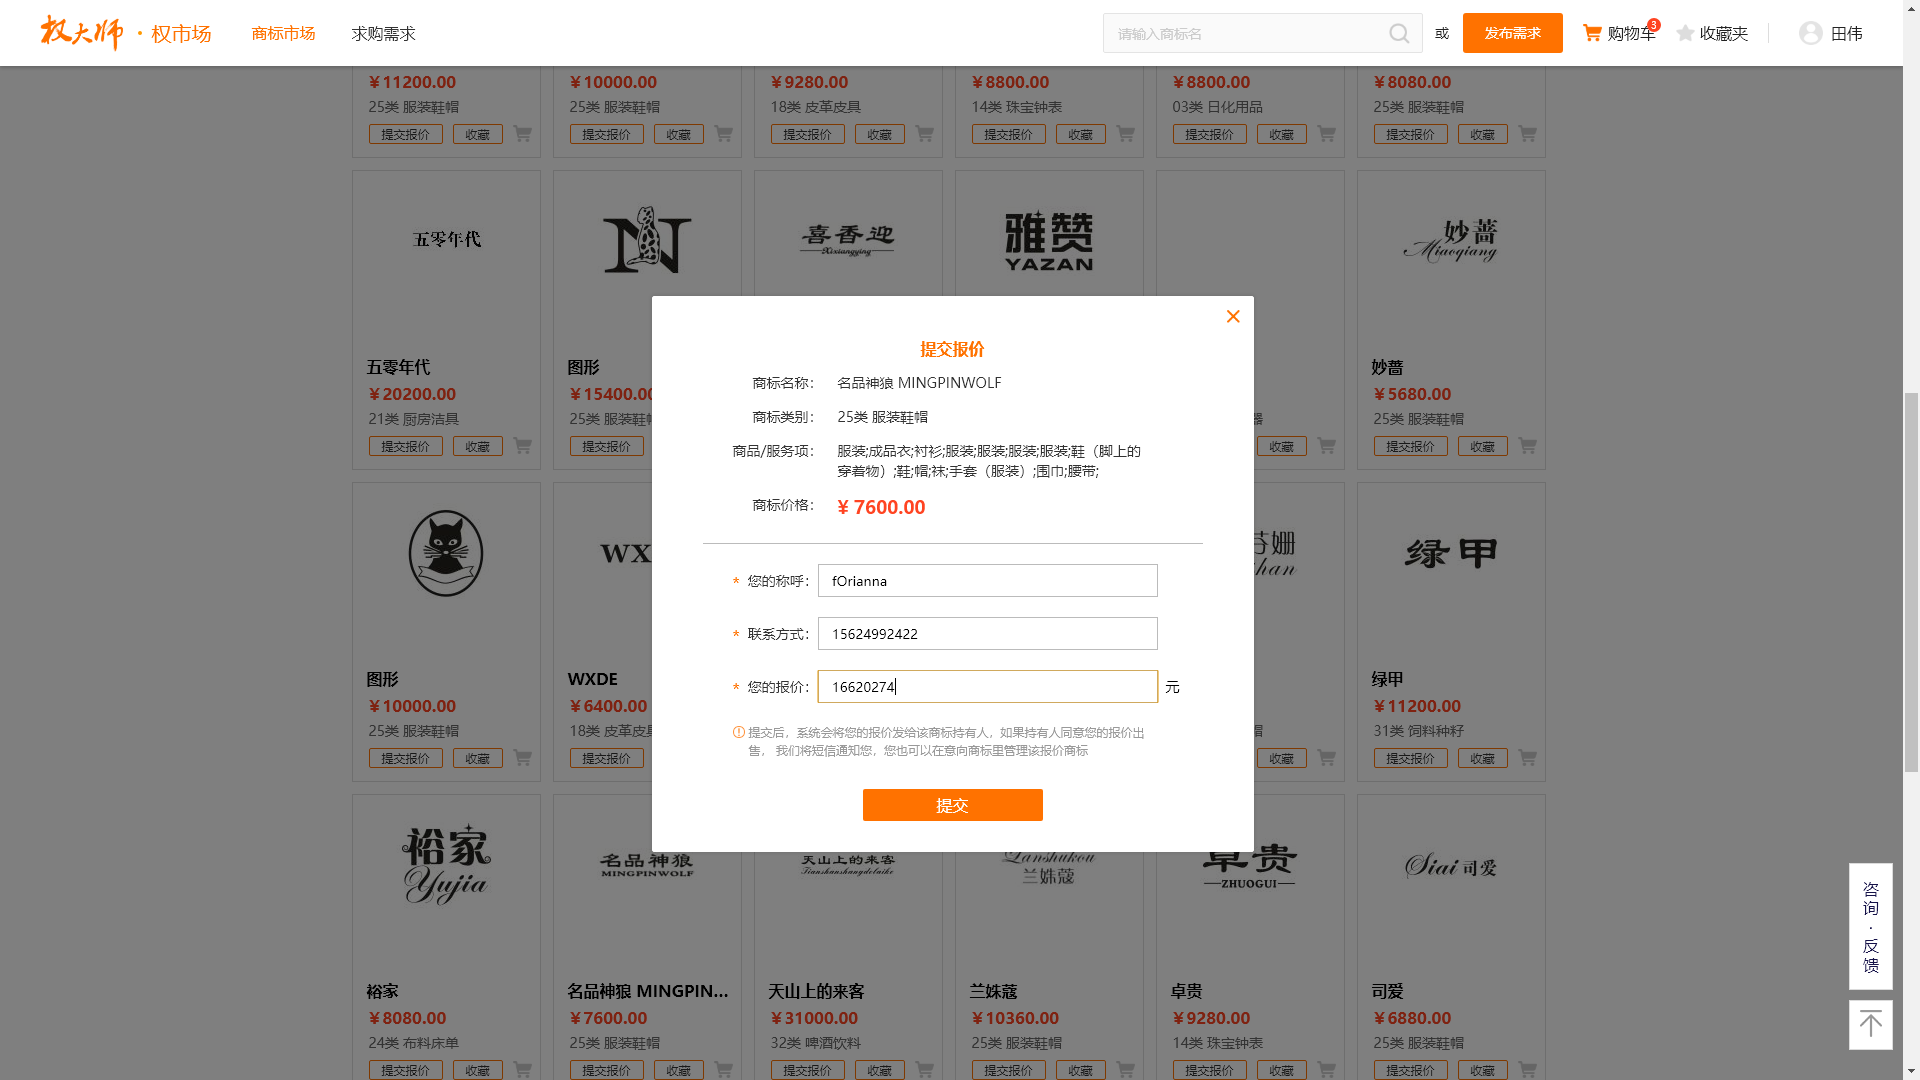 权大师 · 权市场 商标市场 求购需求 请输入商标名 或 发布需求 购物车 3 收藏夹 田伟
￥11200.00 ￥10000.00 ￥9280.00 ￥8800.00 ￥8800.00 ￥8080.00
25类 服装鞋帽 25类 服装鞋帽 18类 皮革皮具 14类 珠宝钟表 03类 日化用品 25类 服装鞋帽
提交报价 收藏 提交报价 收藏 提交报价 收藏 提交报价 收藏 提交报价 收藏 提交报价 收藏
五零年代 N 喜香迎 雅赞 妙蔷
Xixiangying YAZAN Miaoqiang
五零年代 图形 妙蔷
￥20200.00 ￥15400.00 ￥5680.00
21类 厨房洁具 25类 服装鞋帽 器 25类 服装鞋帽
提交报价 收藏 提交报价 收藏 提交报价 收藏
WX 芬姗 绿甲
han
图形 WXDE 绿甲
￥10000.00 ￥6400.00 ￥11200.00
25类 服装鞋帽 18类 皮革皮具 帽 31类 饲料种籽
提交报价 收藏 提交报价 收藏 提交报价 收藏
提交报价
商标名称： 名品神狼 MINGPINWOLF
商标类别： 25类 服装鞋帽
商品/服务项： 服装;成品衣;衬衫;服装;服装;服装;服装;鞋（脚上的
穿着物）;鞋;帽;袜;手套（服装）;围巾;腰带;
商标价格： ￥7600.00
* 您的称呼： fOrianna
* 联系方式： 15624992422
* 您的报价： 16620274 元
提交后，系统会将您的报价发给该商标持有人，如果持有人同意您的报价出
售， 我们将短信通知您，您也可以在意向商标里管理该报价商标
提交
裕家 名品神狼 天山上的来客 Lanshukou 卓贵 Siai 司爱
Yujia MINGPINWOLF Tianshanshangdelaike 兰姝蔻 ZHUOGUI
裕家 名品神狼 MINGPIN... 天山上的来客 兰姝蔻 卓贵 司爱
￥8080.00 ￥7600.00 ￥31000.00 ￥10360.00 ￥9280.00 ￥6880.00
24类 布料床单 25类 服装鞋帽 32类 啤酒饮料 25类 服装鞋帽 14类 珠宝钟表 25类 服装鞋帽
提交报价 收藏 提交报价 收藏 提交报价 收藏 提交报价 收藏 提交报价 收藏 提交报价 收藏
咨询·反馈